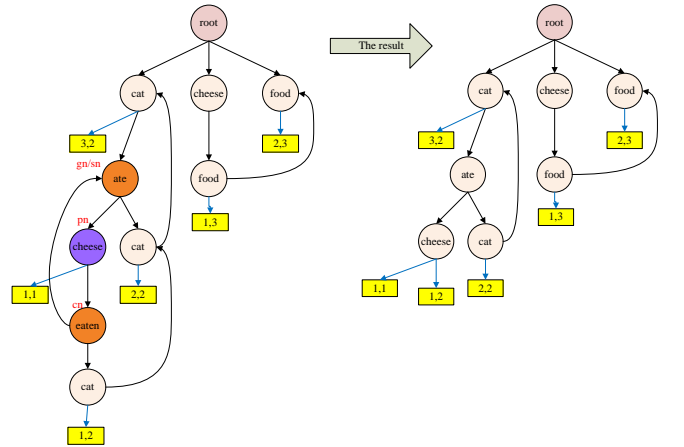 root
The result
root
cat
cheese
food
cat
cheese
food
3,2
2,3
3,2
2,3
gn/sn
ate
food
ate
food
pn
1,3
1,3
cheese
cat
cheese
cat
1,1
2,2
1,1
1,2
2,2
cn
eaten
cat
1,2